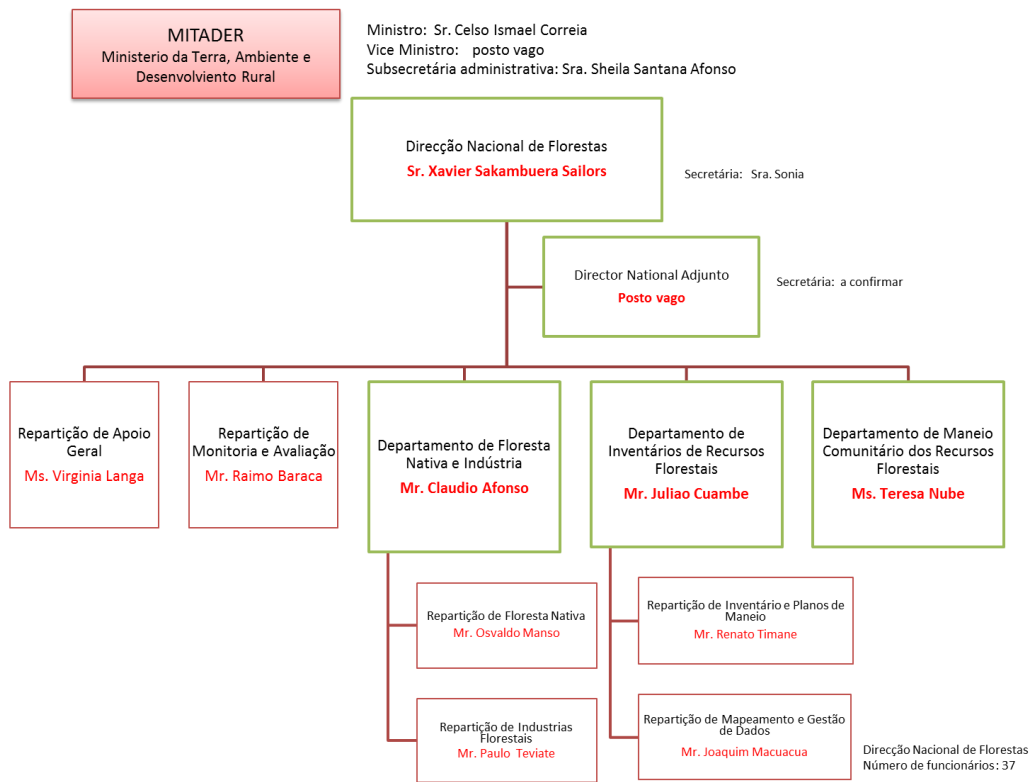 MITADER
Ministerio da Terra, Ambiente e
Desenvolviento Rural
Ministro: Sr. Celso Ismael Correia
Vice Ministro: posto vago
Subsecretária administrativa: Sra. Sheila Santana Afonso
Direcção Nacional de Florestas
Sr. Xavier Sakambuera Sailors
Secretária: Sra. Sonia
Director National Adjunto
Posto vago
Secretária: a confirmar
Repartição de Apoio
Geral
Ms. Virginia Langa
Repartição de
Monitoria e Avaliação
Mr. Raimo Baraca
Departamento de Floresta
Nativa e Indústria
Mr. Claudio Afonso
Departamento de
Inventários de Recursos
Florestais
Mr. Juliao Cuambe
Departamento de Maneio
Comunitário dos Recursos
Florestais
Ms. Teresa Nube
Repartição de Floresta Nativa
Mr. Osvaldo Manso
Repartição de Inventário e Planos de
Maneio
Mr. Renato Timane
Repartição de Industrias
Florestais
Mr. Paulo Teviate
Repartição de Mapeamento e Gestão
de Dados
Mr. Joaquim Macuacua
Direcção Nacional de Florestas
Número de funcionários: 37